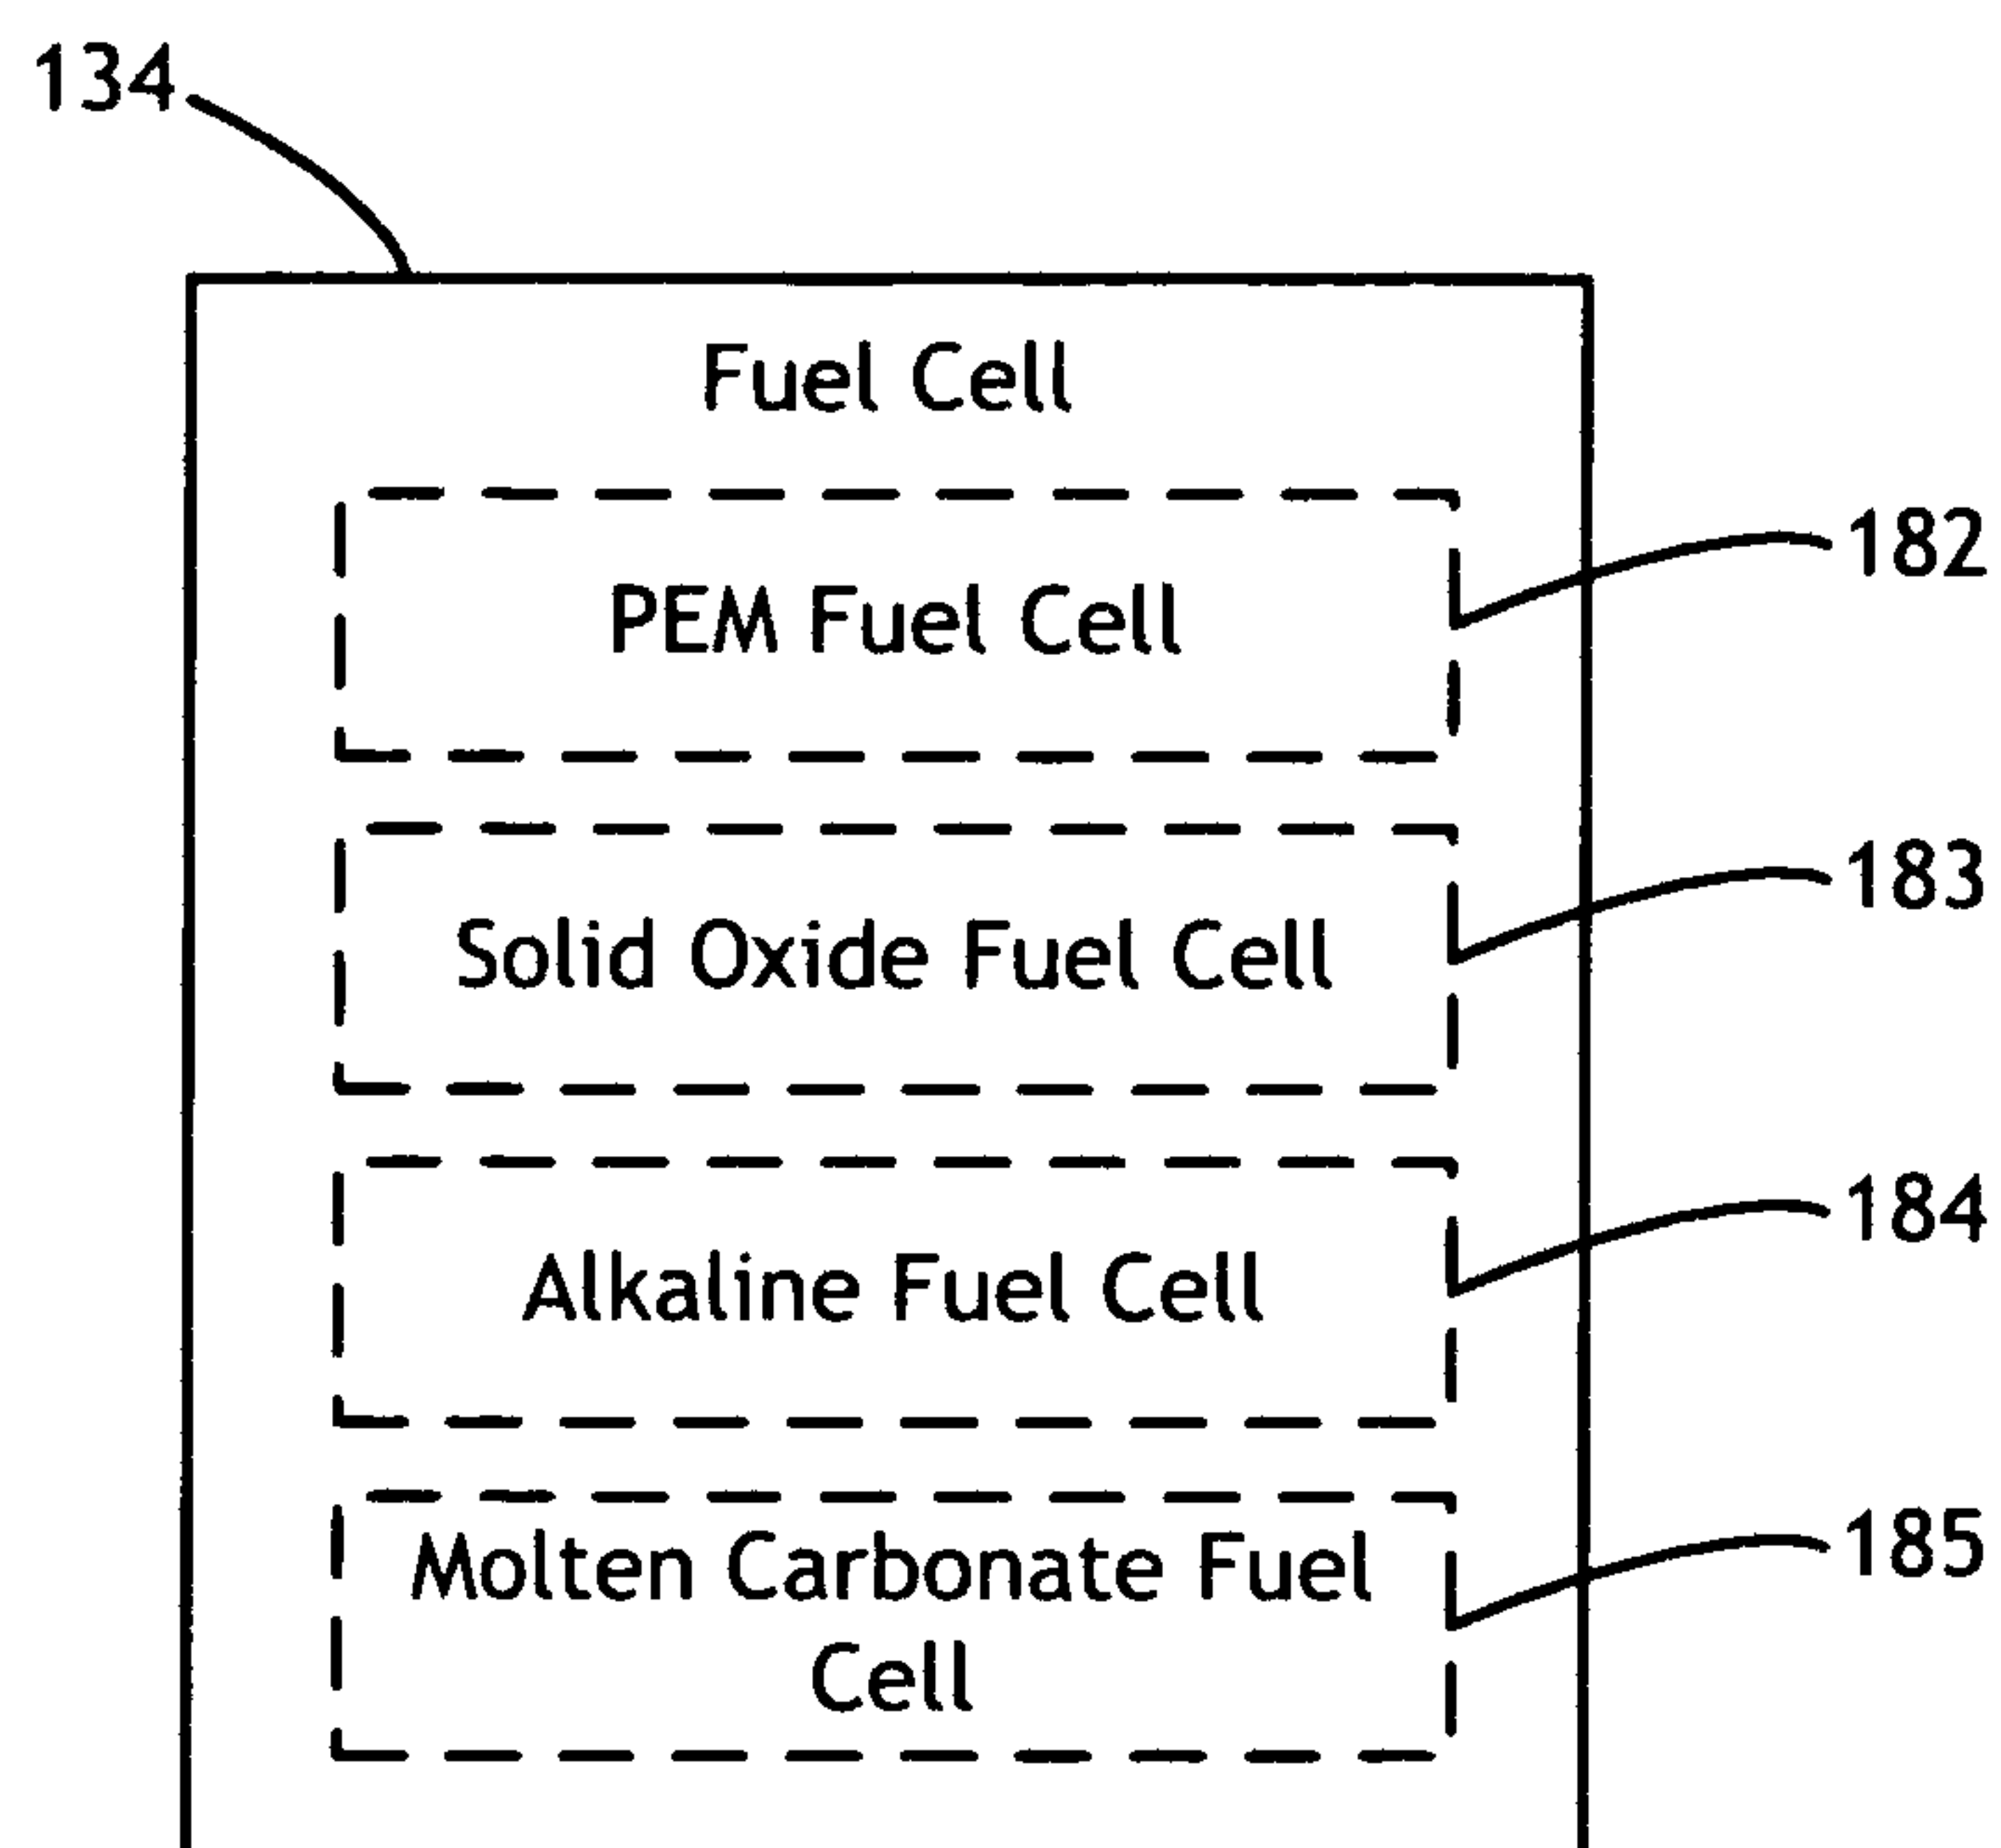 134
Fuel Cell
182
PEM Fuel Cell
183
Solid Oxide Fuel Cell
184
Alkaline Fuel Cell
185
Molten Carbonate Fuel
Cell